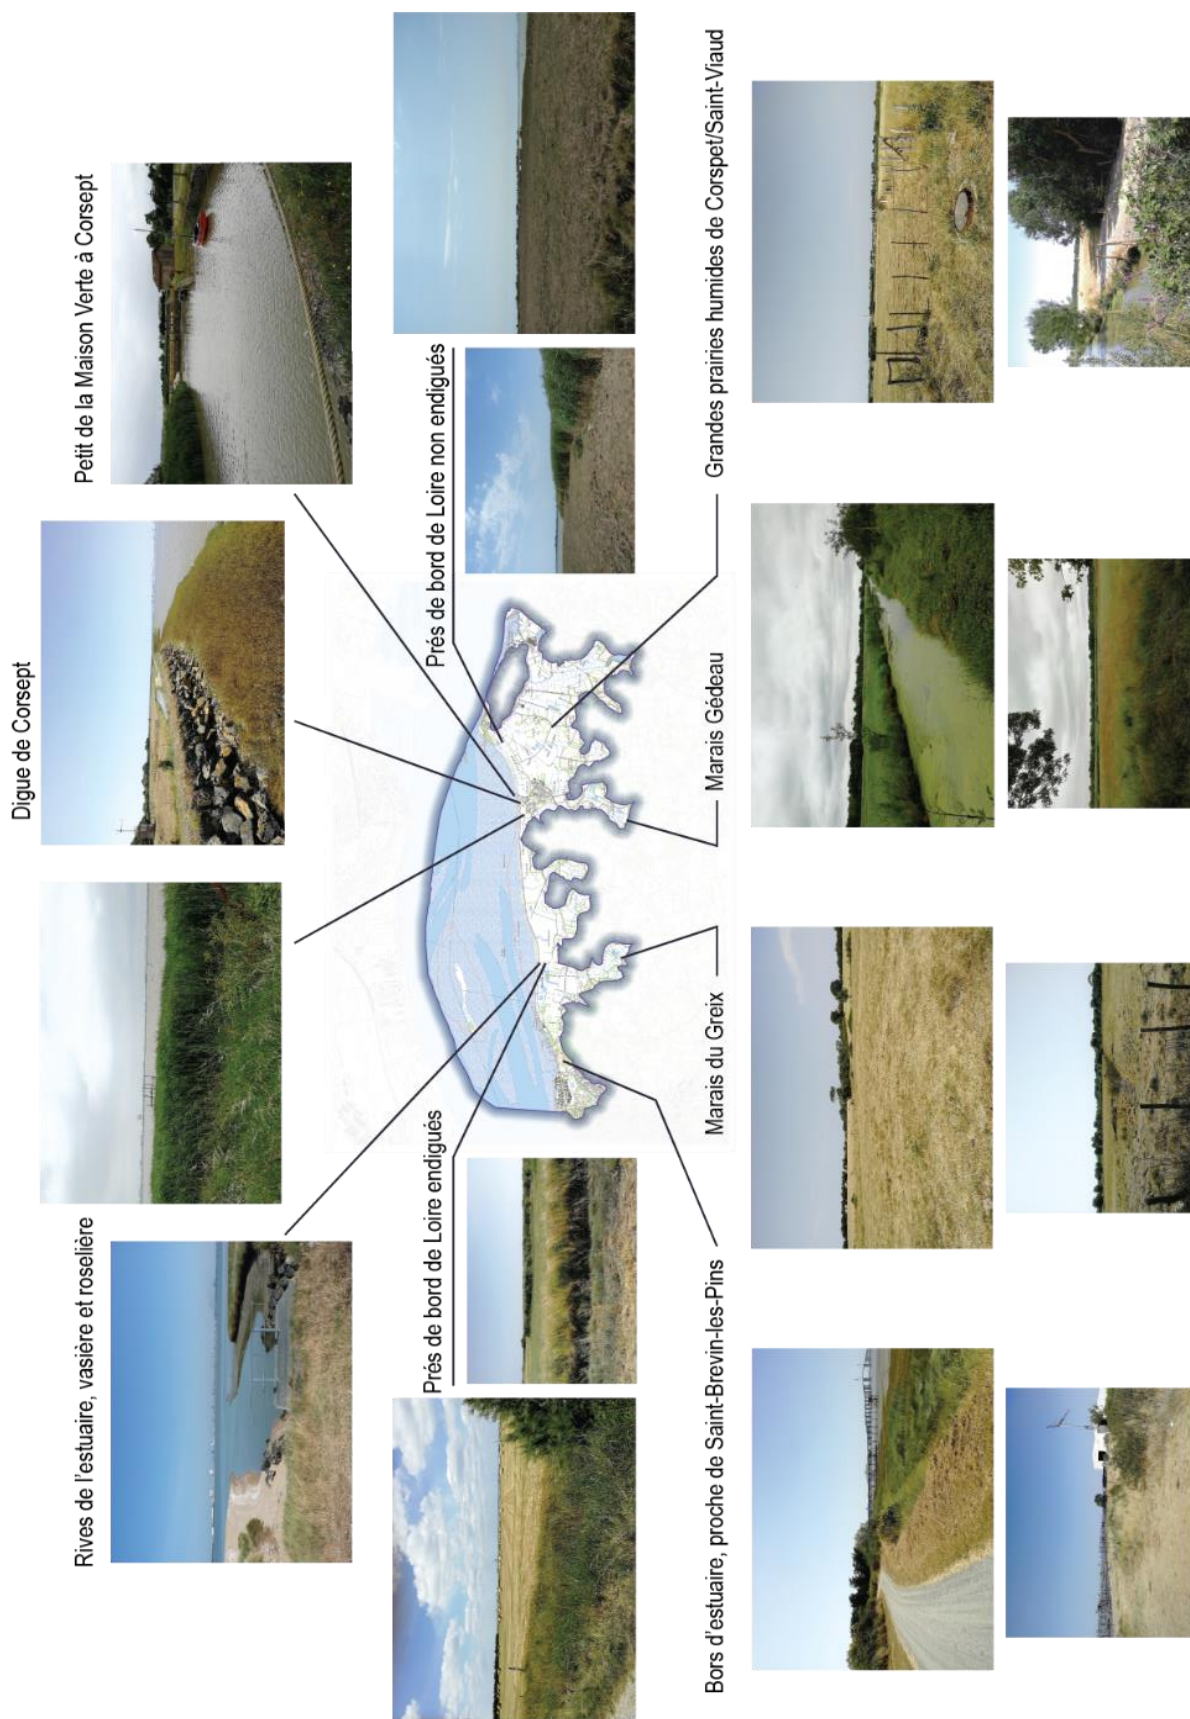 Digue de Corsept
Rives de l'estuaire, vasière et roselière
Petit de la Maison Verte à Corsept
Prés de bord de Loire endigués
Prés de bord de Loire non endigués
Bors d'estuaire, proche de Saint-Brevin-les-Pins
Marais du Greix
Marais Gédeau
Grandes prairies humides de Corspet/Saint-Viaud